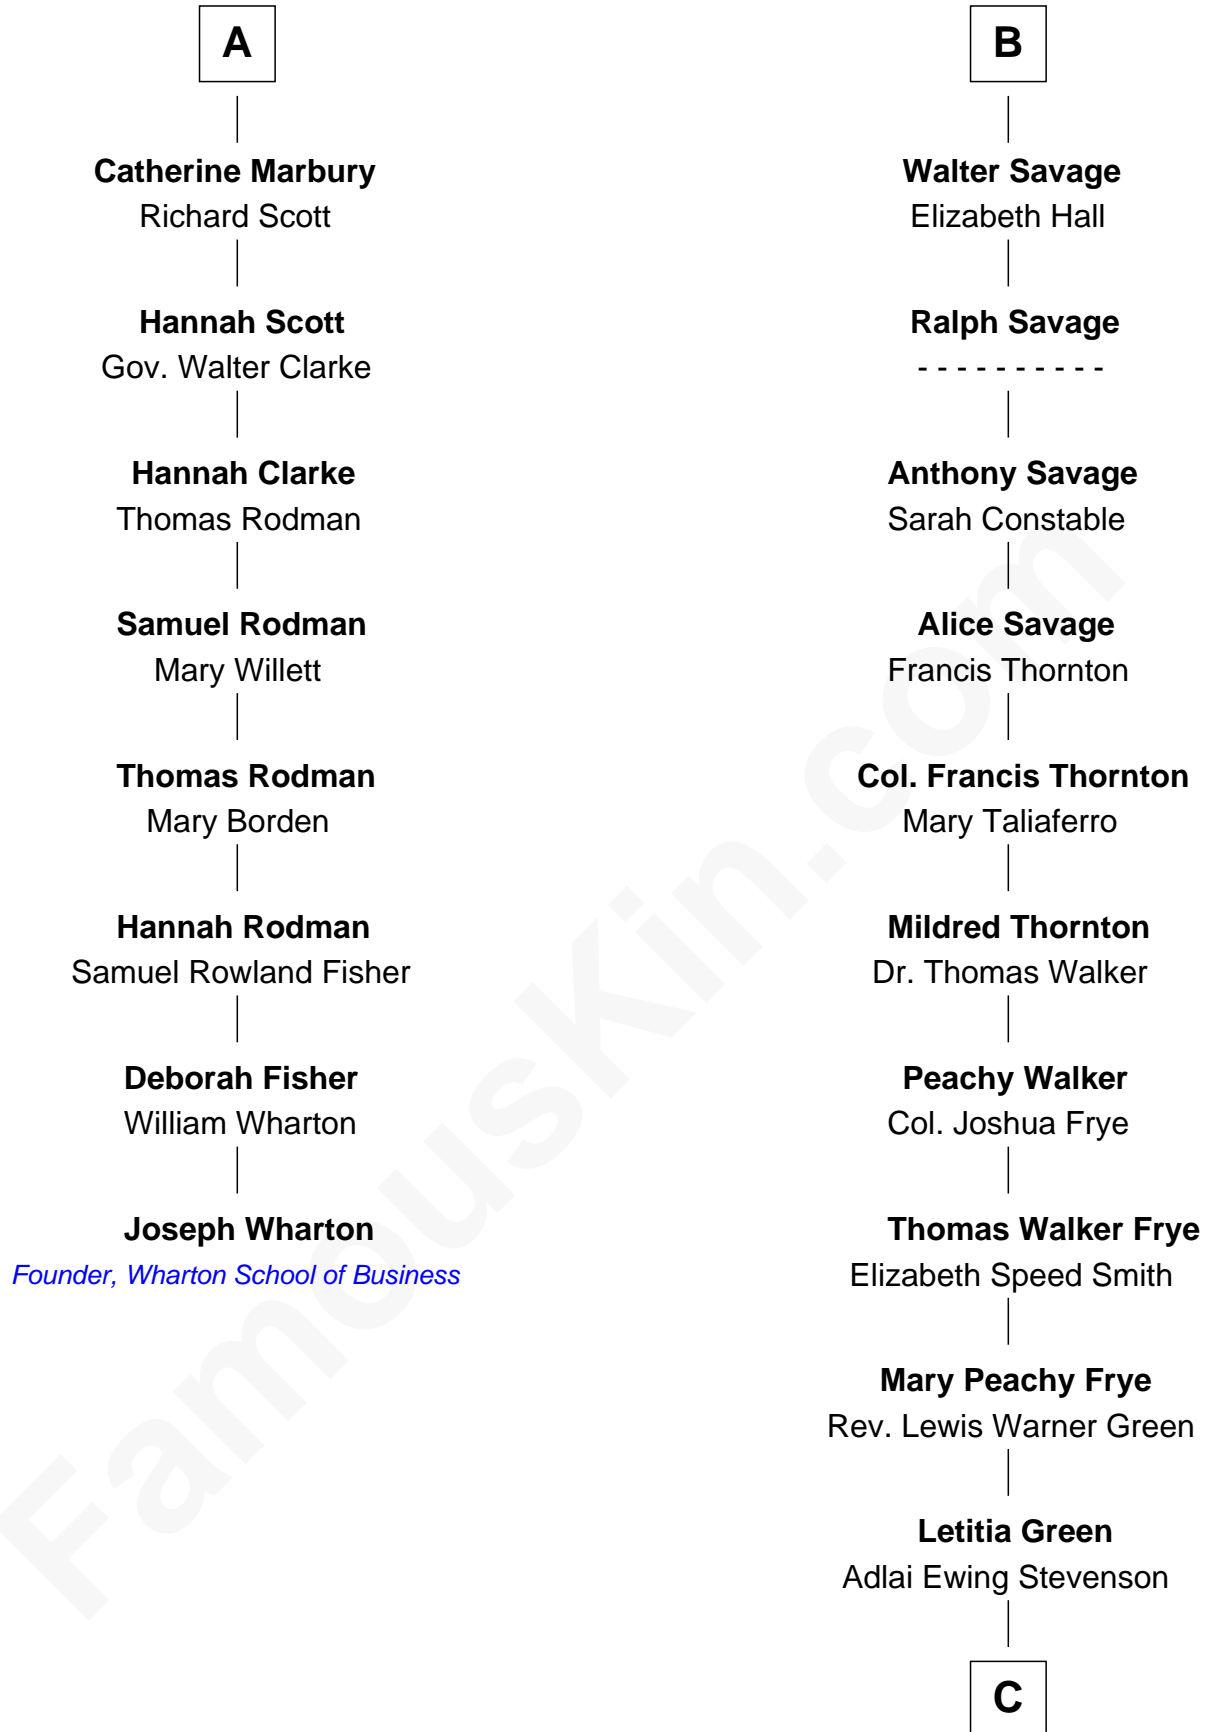 A
Catherine Marbury
Richard Scott
Hannah Scott
Gov. Walter Clarke
Hannah Clarke
Thomas Rodman
Samuel Rodman
Mary Willett
Thomas Rodman
Mary Borden
Hannah Rodman
Samuel Rowland Fisher
Deborah Fisher
William Wharton
Joseph Wharton
Founder, Wharton School of Business
B
Walter Savage
Elizabeth Hall
Ralph Savage
- - - - - - - - - -
Anthony Savage
Sarah Constable
Alice Savage
Francis Thornton
Col. Francis Thornton
Mary Taliaferro
Mildred Thornton
Dr. Thomas Walker
Peachy Walker
Col. Joshua Frye
Thomas Walker Frye
Elizabeth Speed Smith
Mary Peachy Frye
Rev. Lewis Warner Green
Letitia Green
Adlai Ewing Stevenson
C
FamousKin.com